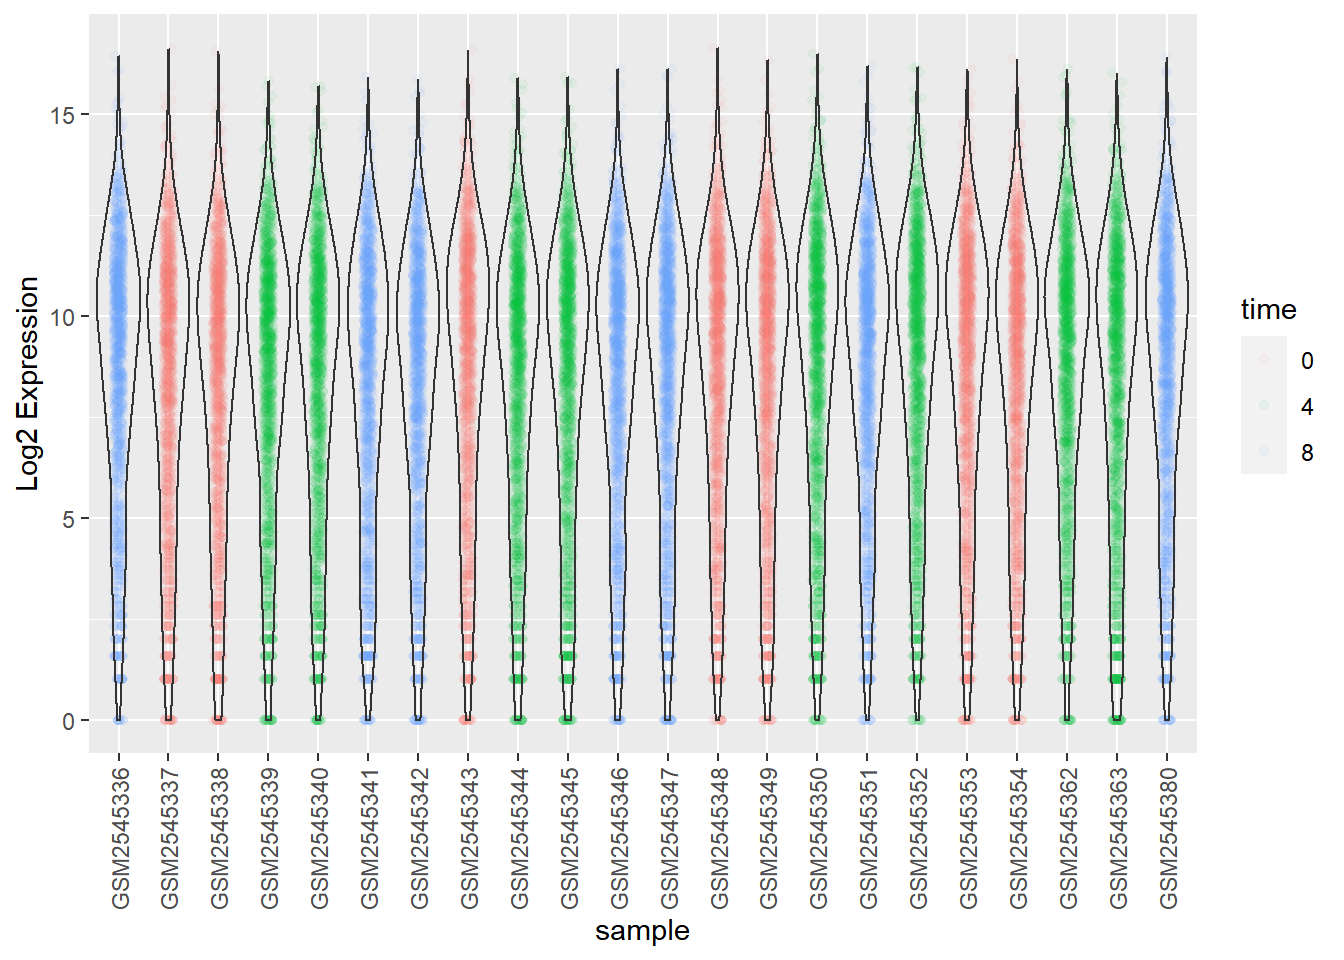 Log2 Expression
15
10
5
0
GSM2545336
GSM2545337
GSM2545338
GSM2545339
GSM2545340
GSM2545341
GSM2545342
GSM2545343
GSM2545344
GSM2545345
GSM2545346
GSM2545347
GSM2545348
GSM2545349
GSM2545350
GSM2545351
GSM2545352
GSM2545353
GSM2545354
GSM2545362
GSM2545363
GSM2545380
sample
time
0
4
8